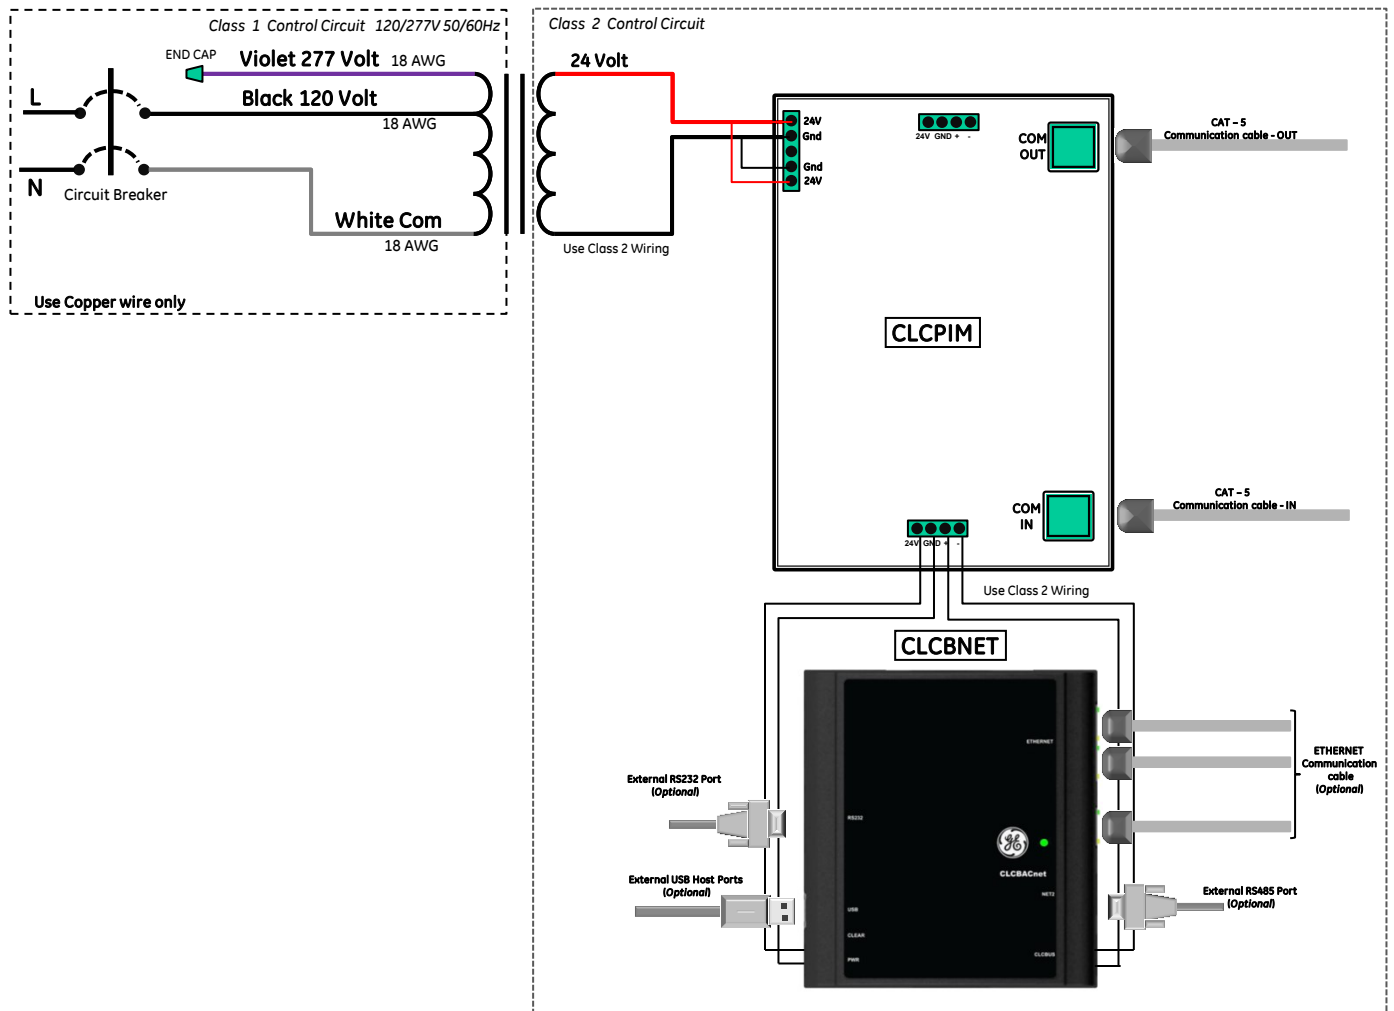 Class 1 Control Circuit 120/277V 50/60Hz
Class 2 Control Circuit
END CAP
Violet 277 Volt 18 AWG
24 Volt
L
Black 120 Volt
18 AWG
N
Circuit Breaker
White Com
18 AWG
Use Class 2 Wiring
Use Copper wire only
24V
Gnd
Gnd
24V
24V GND + -
COM
OUT
CAT – 5
Communication cable - OUT
CLCPIM
COM
IN
CAT – 5
Communication cable - IN
24V GND + -
Use Class 2 Wiring
CLCBNET
ETHERNET
ETHERNET
Communication
cable
(Optional)
External RS232 Port
(Optional)
RS232
GE
CLCBACnet
External USB Host Ports
(Optional)
NET2
External RS485 Port
(Optional)
USB
CLEAR
CLCBUS
PWR